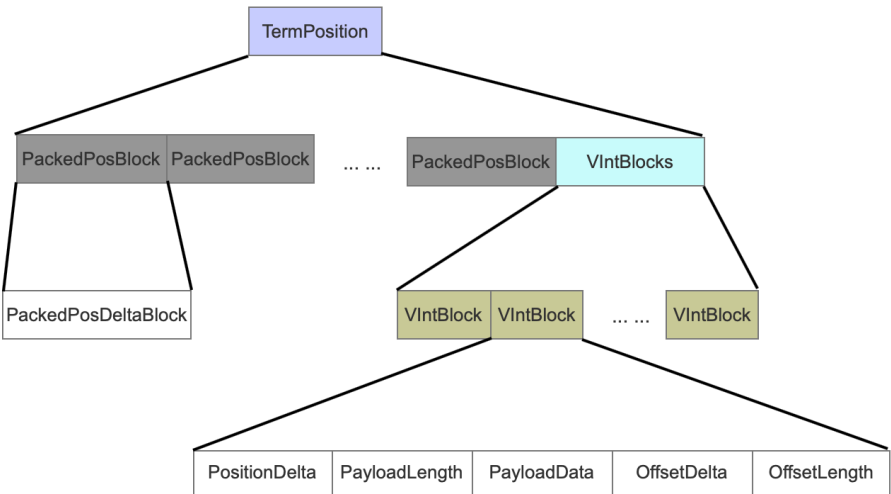 TermPosition
PackedPosBlock PackedPosBlock ... ... PackedPosBlock VIntBlocks
PackedPosDeltaBlock VIntBlock VIntBlock ... ... VIntBlock
PositionDelta PayloadLength PayloadData OffsetDelta OffsetLength